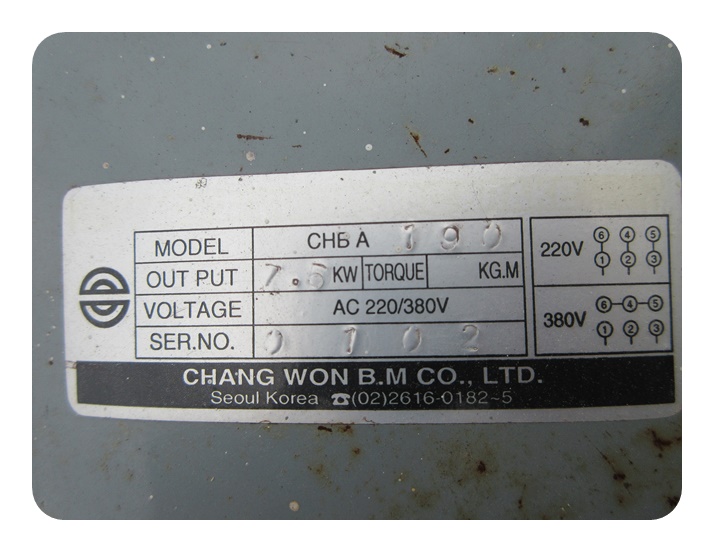 MODEL CHB A 190
OUT PUT 7.5 KW TORQUE KG.M
VOLTAGE AC 220/380V
SER.NO. 0102
220V 6 4 5
1 2 3
380V 6 4 5
1 2 3
CHANG WON B.M CO., LTD.
Seoul Korea ☎(02)2616-0182~5